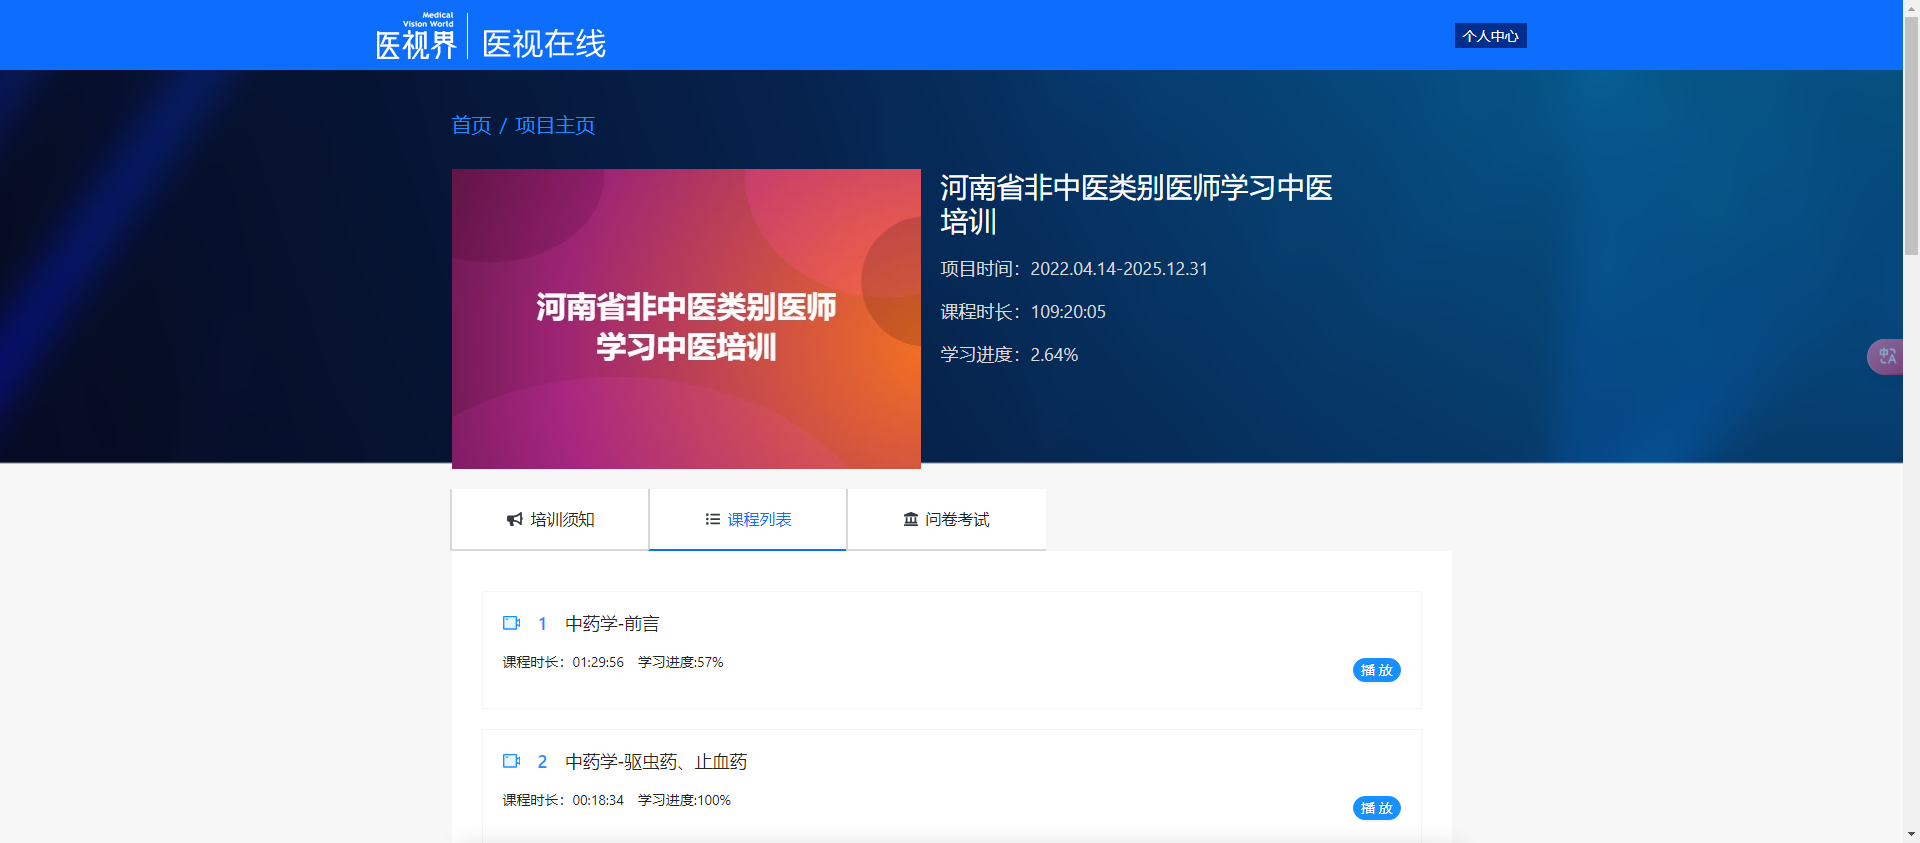 Medical
Vision World
医视界
医视在线
个人中心
首页 / 项目主页
河南省非中医类别医师
学习中医培训
河南省非中医类别医师学习中医
培训
项目时间：2022.04.14-2025.12.31
课程时长：109:20:05
学习进度：2.64%
中A
培训须知
课程列表
问卷考试
1 中药学-前言
课程时长：01:29:56 学习进度:57%
播放
2 中药学-驱虫药、止血药
课程时长：00:18:34 学习进度:100%
播放